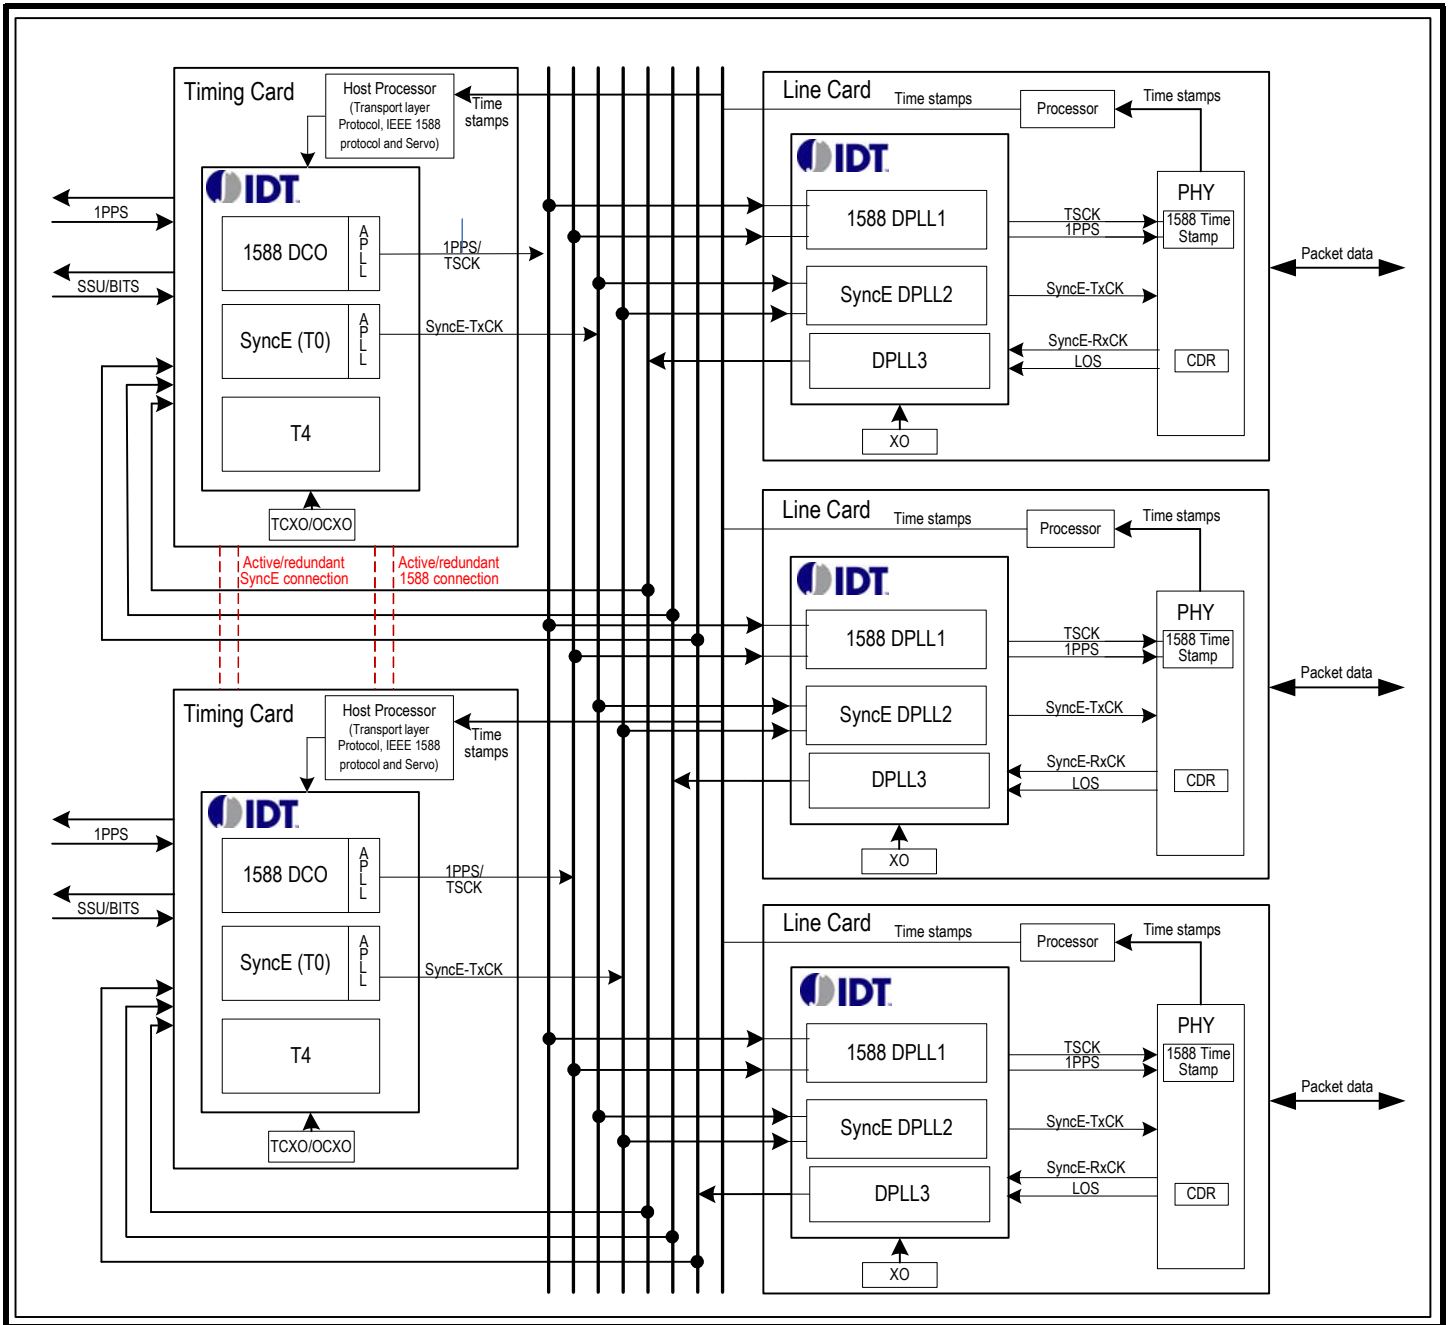 Timing Card
Host Processor
(Transport layer
Protocol, IEEE 1588
protocol and Servo)
Time
stamps
IDT
1PPS
1588 DCO
APLL
1PPS/
TSCK
SSU/BITS
SyncE (T0)
APLL
SyncE-TxCK
T4
TCXO/OCXO
Active/redundant
SyncE connection
Active/redundant
1588 connection
Timing Card
Host Processor
(Transport layer
Protocol, IEEE 1588
protocol and Servo)
Time
stamps
IDT
1PPS
1588 DCO
APLL
1PPS/
TSCK
SSU/BITS
SyncE (T0)
APLL
SyncE-TxCK
T4
TCXO/OCXO
Line Card
Time stamps
Processor
Time stamps
IDT
PHY
1588 DPLL1
TSCK
1PPS
1588 Time
Stamp
Packet data
SyncE DPLL2
SyncE-TxCK
DPLL3
SyncE-RxCK
LOS
CDR
XO
Line Card
Time stamps
Processor
Time stamps
IDT
PHY
1588 DPLL1
TSCK
1PPS
1588 Time
Stamp
Packet data
SyncE DPLL2
SyncE-TxCK
DPLL3
SyncE-RxCK
LOS
CDR
XO
Line Card
Time stamps
Processor
Time stamps
IDT
PHY
1588 DPLL1
TSCK
1PPS
1588 Time
Stamp
Packet data
SyncE DPLL2
SyncE-TxCK
DPLL3
SyncE-RxCK
LOS
CDR
XO